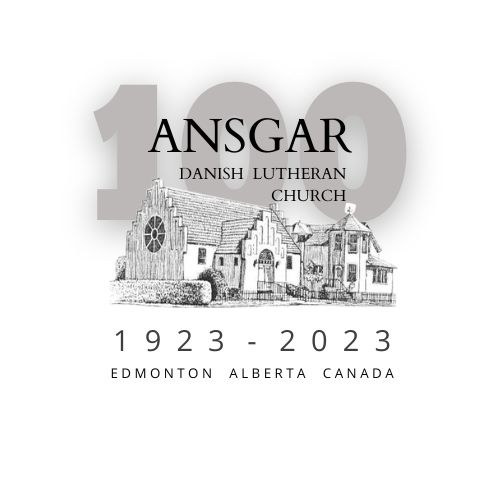 100
ANSGAR
DANISH LUTHERAN
CHURCH
1923-2023
EDMONTON ALBERTA CANADA